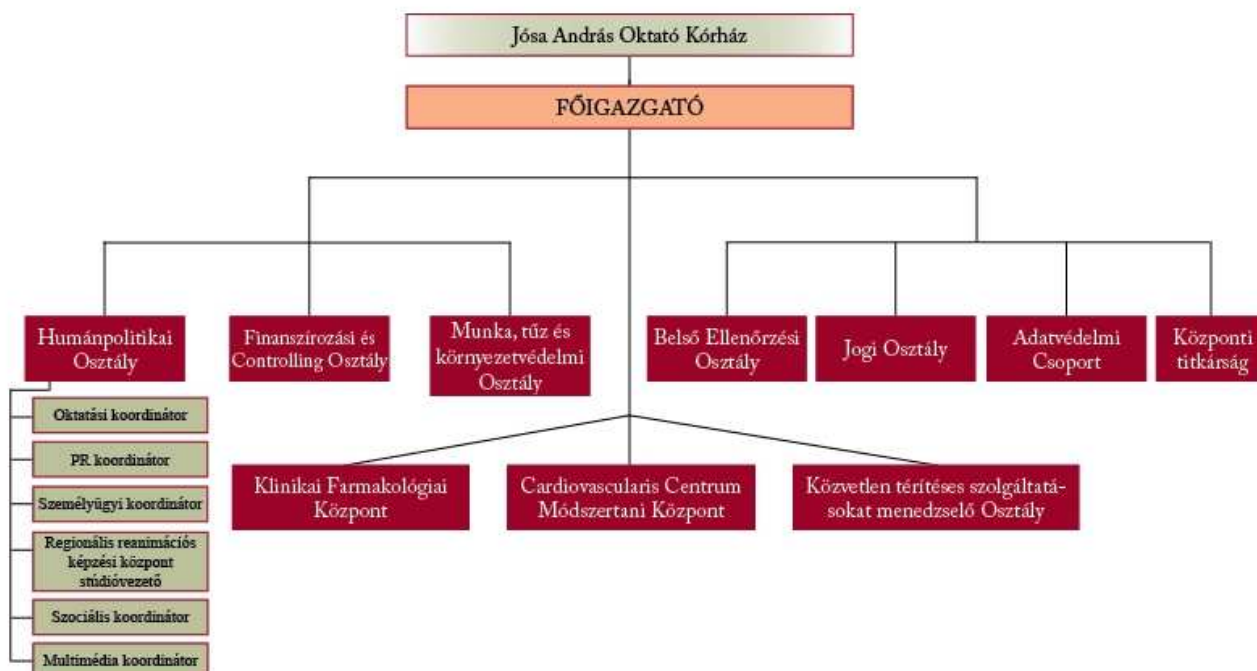 Jósa András Oktató Kórház
FŐIGAZGATÓ
Humánpolitikai
Osztály
Finanszírozási és
Controlling Osztály
Munka, tűz és
környezetvédelmi
Osztály
Belső Ellenőrzési
Osztály
Jogi Osztály
Adatvédelmi
Csoport
Központi
titkárság
Oktatási koordinátor
PR koordinátor
Személyügyi koordinátor
Regionális reanimációs
képzési központ
stúdióvezető
Szociális koordinátor
Multimédia koordinátor
Klinikai Farmakológiai
Központ
Cardiovascularis Centrum
Módszertani Központ
Közvetlen térítéses szolgáltatá-
sokat menedzselő Osztály